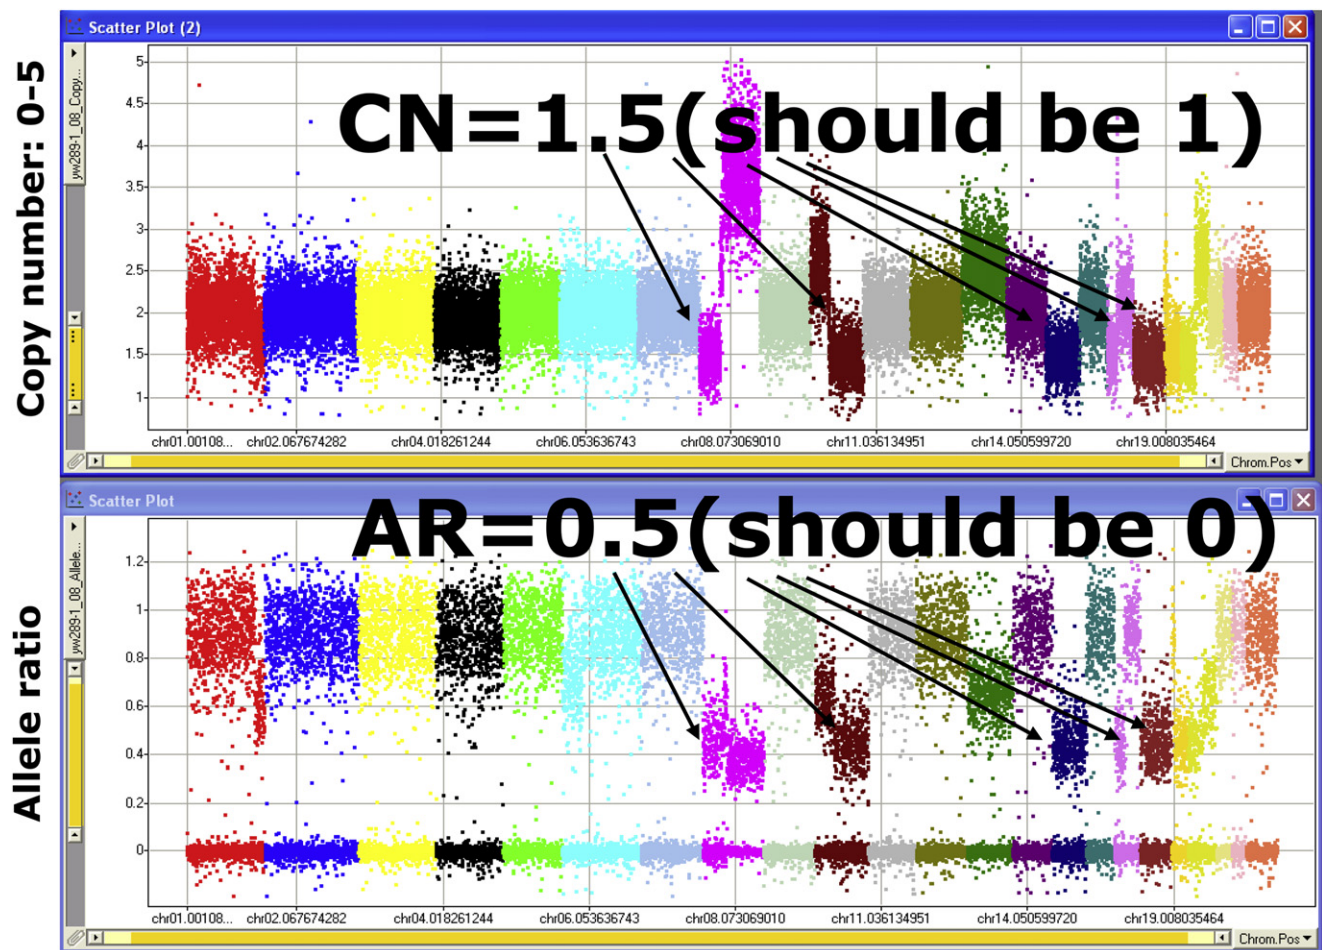 Scatter Plot (2)
Copy number: 0-5
yw289-1_08_Copy...
CN=1.5(should be 1)
5
4.5
4
3.5
3
2.5
2
1.5
1
chr01.00108... chr02.067674282 chr04.018261244 chr06.053636743 chr08.073069010 chr11.036134951 chr14.050599720 chr19.008035464
Chrom.Pos
Scatter Plot
Allele ratio
yw289-1_08_Allele...
AR=0.5(should be 0)
1.2
1
0.8
0.6
0.4
0.2
0
chr01.00108... chr02.067674282 chr04.018261244 chr06.053636743 chr08.073069010 chr11.036134951 chr14.050599720 chr19.008035464
Chrom.Pos